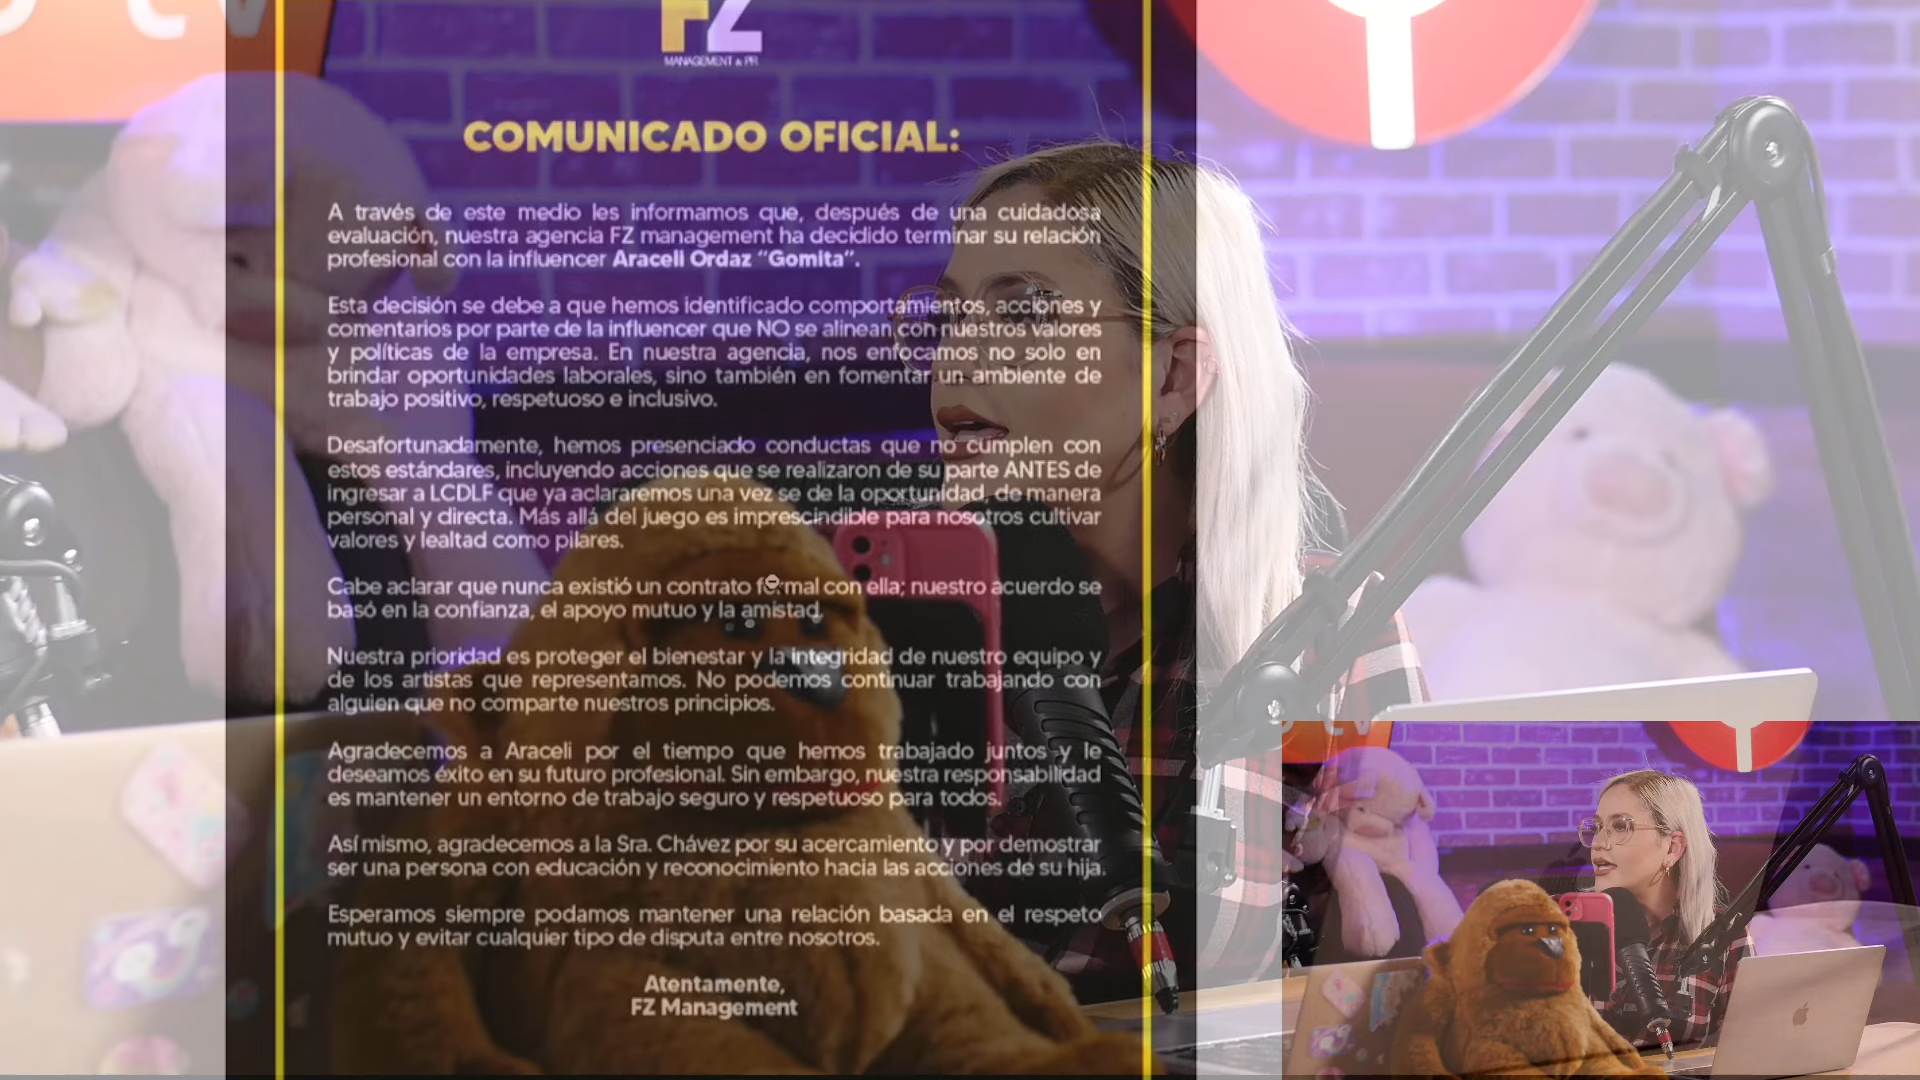 tv
FZ
MANAGEMENT & PR
COMUNICADO OFICIAL:
A través de este medio les informamos que, después de una cuidadosa
evaluación, nuestra agencia FZ management ha decidido terminar su relación
profesional con la influencer Araceli Ordaz “Gomita”.
Esta decisión se debe a que hemos identificado comportamientos, acciones y
comentarios por parte de la influencer que NO se alinean con nuestros valores
y políticas de la empresa. En nuestra agencia, nos enfocamos no solo en
brindar oportunidades laborales, sino también en fomentar un ambiente de
trabajo positivo, respetuoso e inclusivo.
Desafortunadamente, hemos presenciado conductas que no cumplen con
estos estándares, incluyendo acciones que se realizaron de su parte ANTES de
ingresar a LCDLF que ya aclararemos una vez se de la oportunidad, de manera
personal y directa. Más allá del juego es imprescindible para nosotros cultivar
valores y lealtad como pilares.
Cabe aclarar que nunca existió un contrato formal con ella; nuestro acuerdo se
basó en la confianza, el apoyo mutuo y la amistad.
Nuestra prioridad es proteger el bienestar y la integridad de nuestro equipo y
de los artistas que representamos. No podemos continuar trabajando con
alguien que no comparte nuestros principios.
Agradecemos a Araceli por el tiempo que hemos trabajado juntos y le
deseamos éxito en su futuro profesional. Sin embargo, nuestra responsabilidad
es mantener un entorno de trabajo seguro y respetuoso para todos.
Así mismo, agradecemos a la Sra. Chávez por su acercamiento y por demostrar
ser una persona con educación y reconocimiento hacia las acciones de su hija.
Esperamos siempre podamos mantener una relación basada en el respeto
mutuo y evitar cualquier tipo de disputa entre nosotros.
Atentamente,
FZ Management
tv